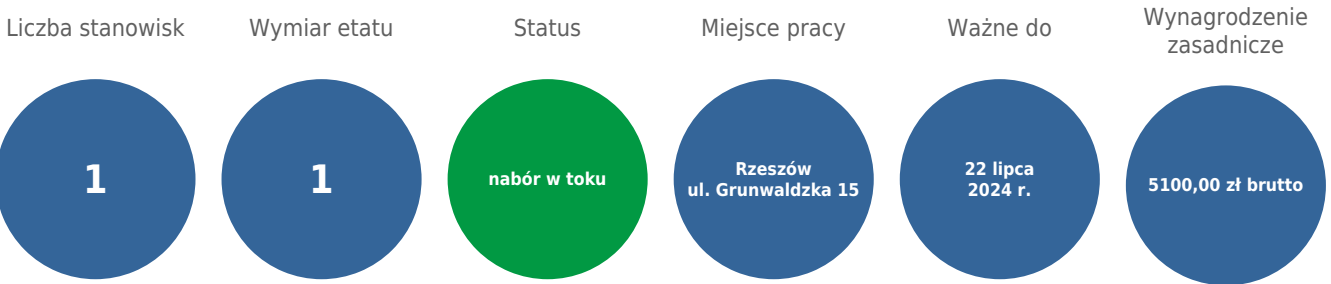 Liczba stanowisk
1
Wymiar etatu
1
Status
nabór w toku
Miejsce pracy
Rzeszów
ul. Grunwaldzka 15
Ważne do
22 lipca
2024 r.
Wynagrodzenie
zasadnicze
5100,00 zł brutto